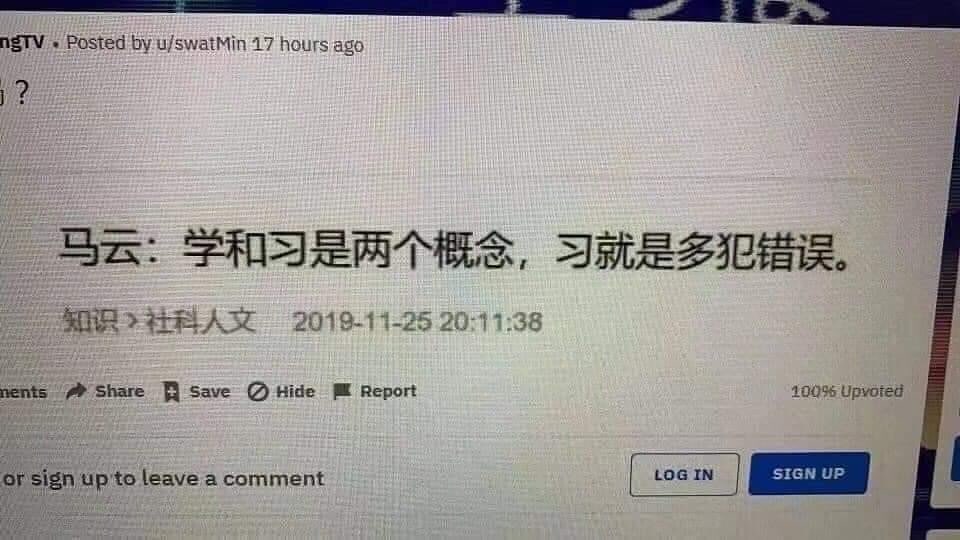 ngTV • Posted by u/swatMin 17 hours ago
?
马云：学和习是两个概念，习就是多犯错误。
知识 > 社科人文 2019-11-25 20:11:38
ments Share Save Hide Report 100% Upvoted
or sign up to leave a comment LOG IN SIGN UP